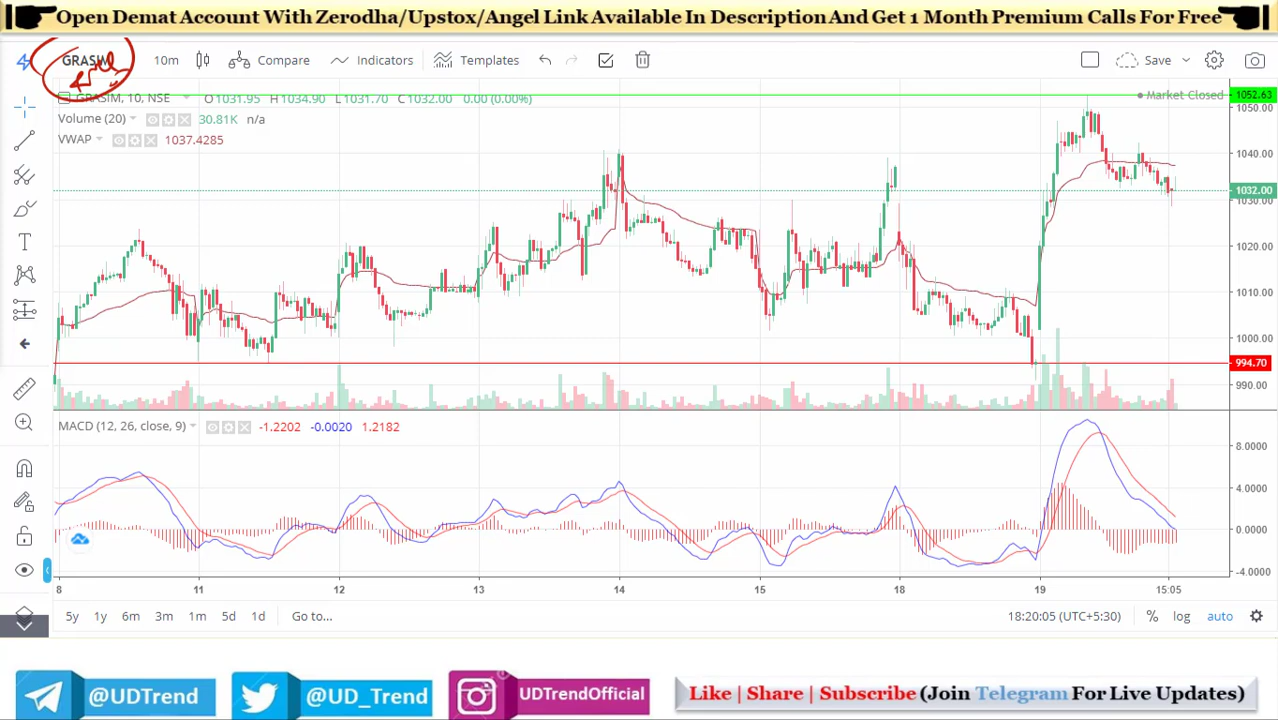 Open Demat Account With Zerodha/Upstox/Angel Link Available In Description And Get 1 Month Premium Calls For Free
GRASIM 10m Compare Indicators Templates Save
GRASIM, 10, NSE O1031.95 H1034.90 L1031.70 C1032.00 0.00 (0.00%) Market Closed 1052.63
1050.00
Volume (20) 30.81K n/a
VWAP 1037.4285
1040.00
1032.00
1030.00
1020.00
1010.00
1000.00
994.70
990.00
MACD (12, 26, close, 9) -1.2202 -0.0020 1.2182
8.0000
4.0000
0.0000
-4.0000
8 11 12 13 14 15 18 19 15:05
5y 1y 6m 3m 1m 5d 1d Go to... 18:20:05 (UTC+5:30) % log auto
@UDTrend @UD_Trend UDTrendOfficial Like | Share | Subscribe (Join Telegram For Live Updates)